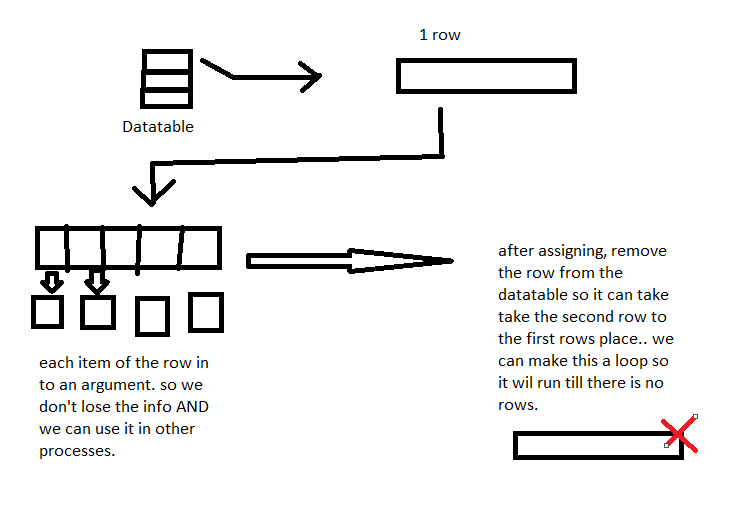 1 row
Datatable
each item of the row in
to an argument. so we
don't lose the info AND
we can use it in other
processes.
after assigning, remove
the row from the
datatable so it can take
take the second row to
the first rows place.. we
can make this a loop so
it wil run till there is no
rows.